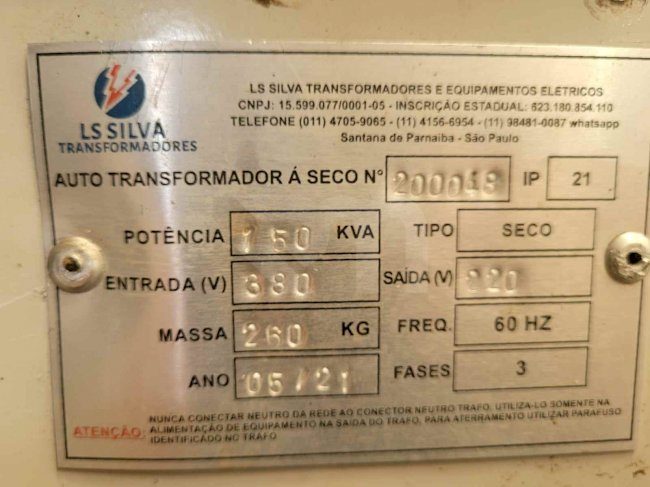 LS SILVA
TRANSFORMADORES
LS SILVA TRANSFORMADORES E EQUIPAMENTOS ELETRICOS
CNPJ: 15.599.077/0001-05 - INSCRIÇÃO ESTADUAL: 623.180.854.110
TELEFONE (011) 4705-9065 - (11) 4156-6954 - (11) 98481-0087 whatsapp
Santana de Parnaiba - São Paulo
AUTO TRANSFORMADOR Á SECO Nº 200048 IP 21
POTÊNCIA 150 KVA TIPO SECO
ENTRADA (V) 380 SAÍDA (V) 220
MASSA 260 KG FREQ. 60 HZ
ANO 05/21 FASES 3
NUNCA CONECTAR NEUTRO DA REDE AO CONECTOR NEUTRO TRAFO, UTILIZA-LO SOMENTE NA
ATENÇÃO: ALIMENTAÇÃO DE EQUIPAMENTO NA SAIDA DO TRAFO, PARA ATERRAMENTO UTILIZAR PARAFUSO
IDENTIFICADO NO TRAFO